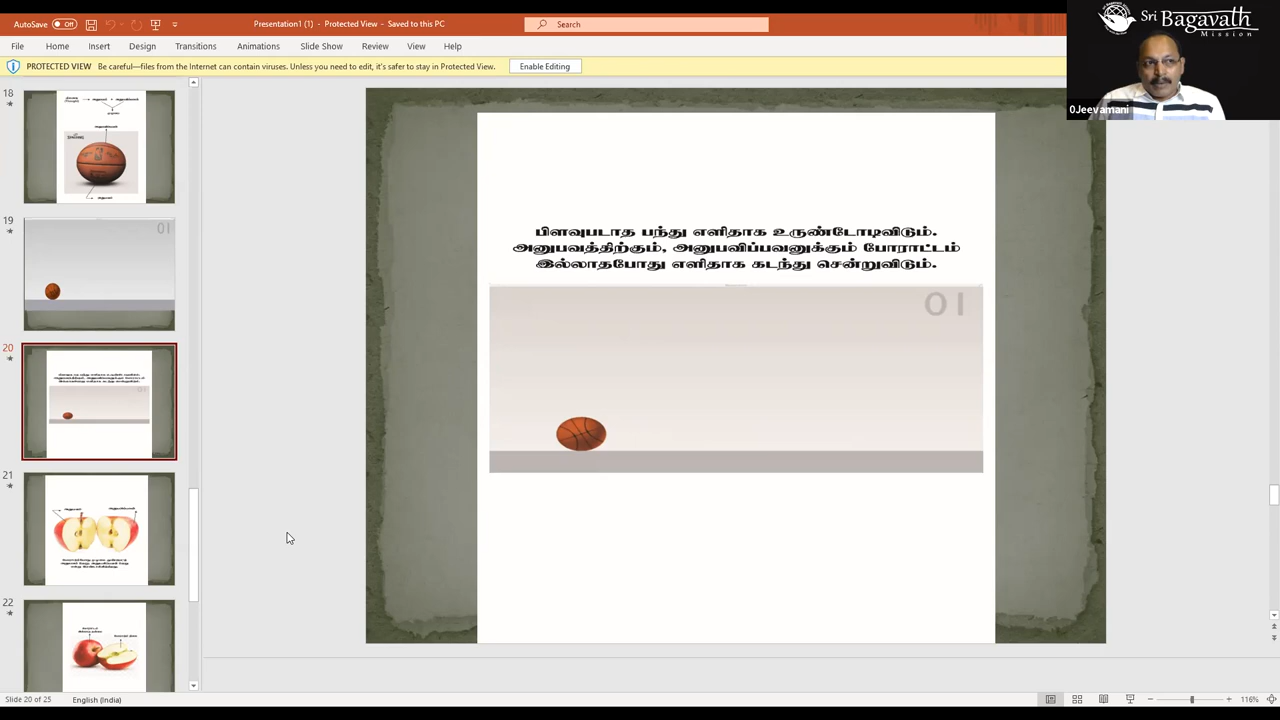 AutoSave
Off
Presentation1 (1) - Protected View - Saved to this PC
Search
File Home Insert Design Transitions Animations Slide Show Review View Help
PROTECTED VIEW Be careful—files from the Internet can contain viruses. Unless you need to edit, it's safer to stay in Protected View.
Enable Editing
Sri Bagavath
Mission
0Jeevamani
18
19
01
20
21
22
பிளவுபடாத பந்து எளிதாக உருண்டோடிவிடும்.
அனுபவத்திற்கும், அனுபவிப்பவனுக்கும் போராட்டம்
இல்லாதபோது எளிதாக கடந்து சென்றுவிடும்.
01
Slide 20 of 25 English (India)
116%